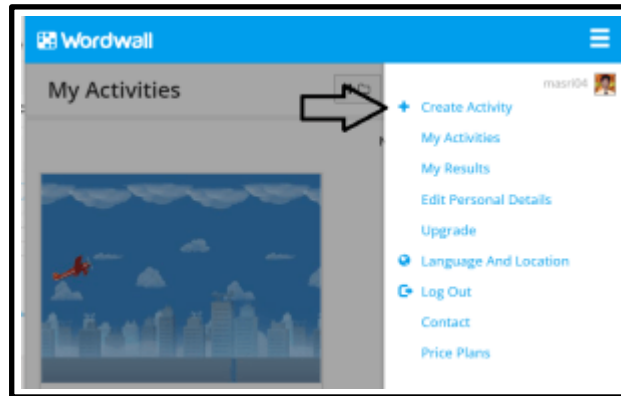 Wordwall
My Activities
masri04
Create Activity
My Activities
My Results
Edit Personal Details
Upgrade
Language And Location
Log Out
Contact
Price Plans